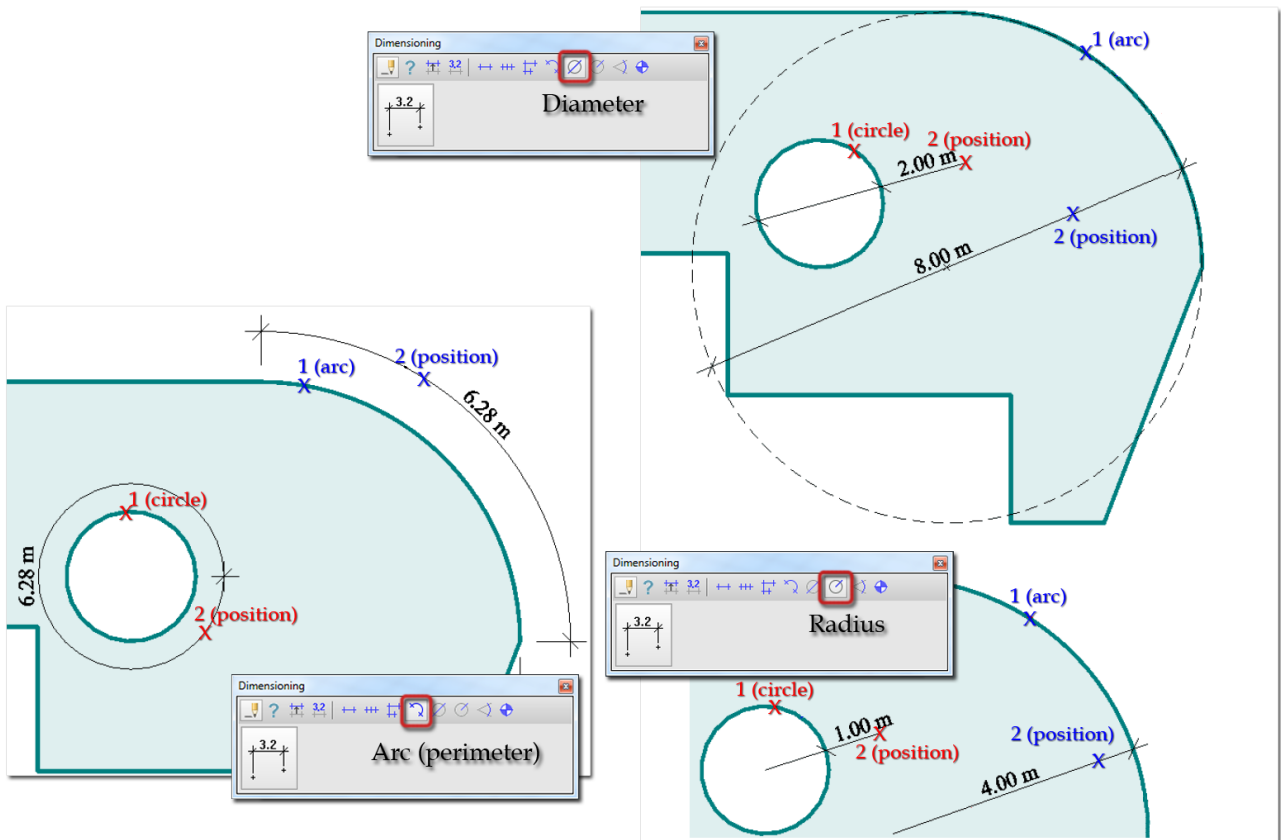 Dimensioning
3.2
3.2
Diameter
1 (arc)
1 (circle)
2 (position)
2.00 m
2 (position)
8.00 m
1 (arc)
2 (position)
6.28 m
1 (circle)
6.28 m
2 (position)
Dimensioning
3.2
3.2
Arc (perimeter)
Dimensioning
3.2
3.2
Radius
1 (arc)
1 (circle)
1.00 m
2 (position)
2 (position)
4.00 m